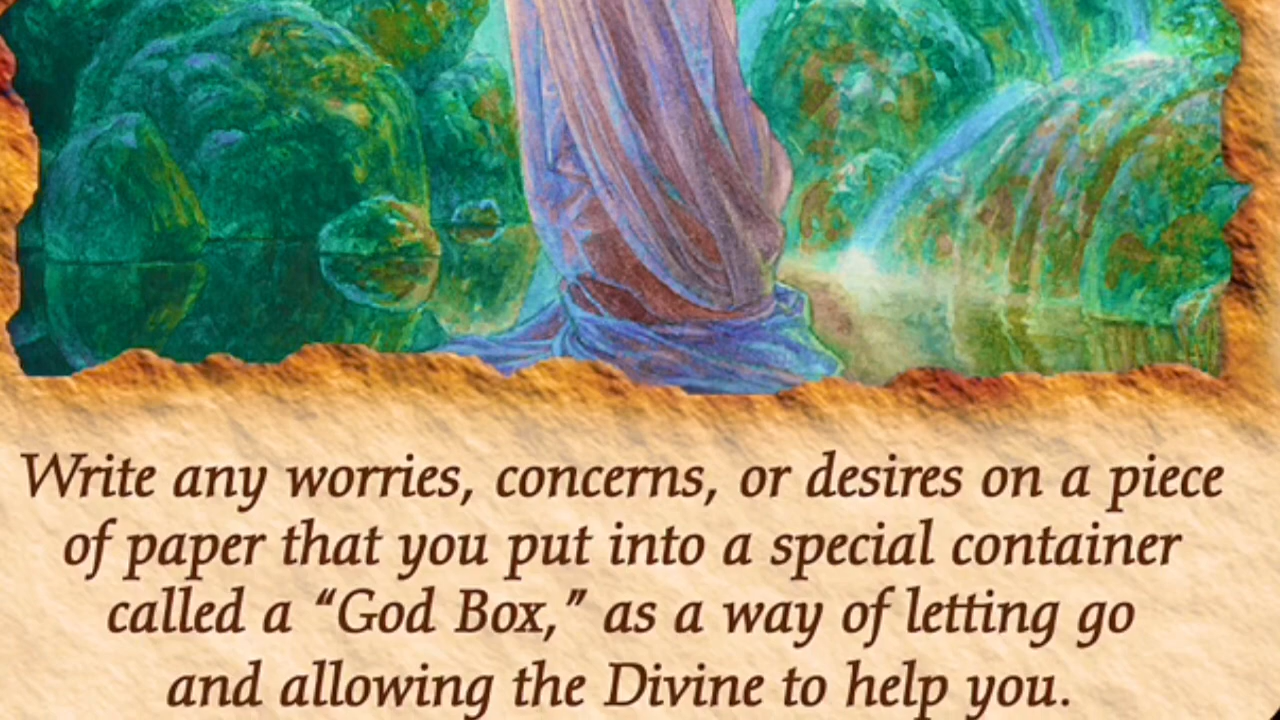 Write any worries, concerns, or desires on a piece
of paper that you put into a special container
called a “God Box,” as a way of letting go
and allowing the Divine to help you.